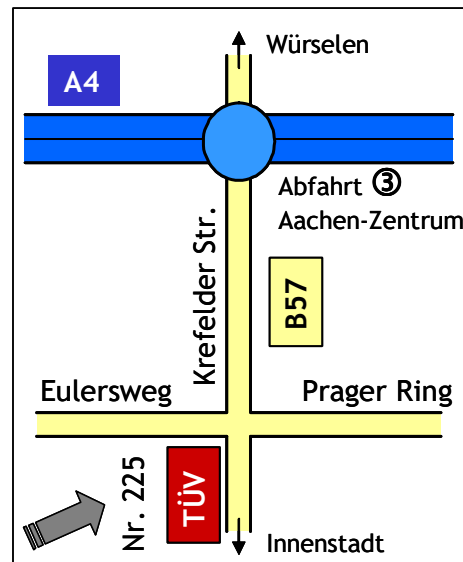 Würselen
A4
Abfahrt ③
Aachen-Zentrum
Krefelder Str.
B57
Eulersweg
Prager Ring
Nr. 225
TÜV
Innenstadt